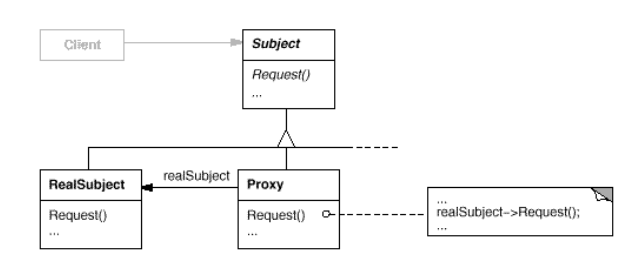 Client
Subject
Request()
...
realSubject
RealSubject
Request()
...
Proxy
Request()
...
...
realSubject->Request();
...